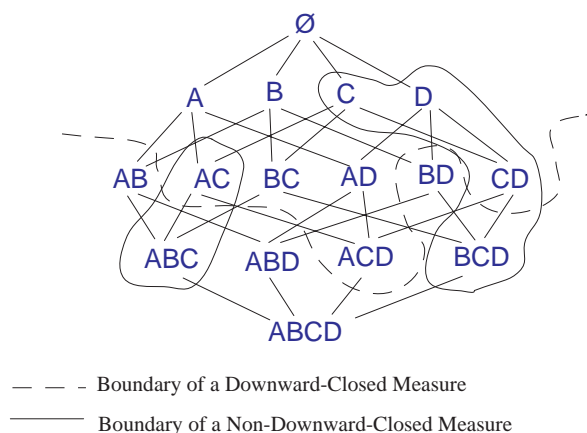 Ø
A B C D
AB AC BC AD BD CD
ABC ABD ACD BCD
ABCD
Boundary of a Downward-Closed Measure
Boundary of a Non-Downward-Closed Measure